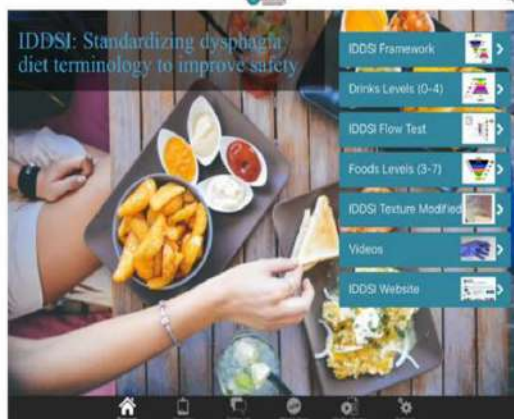 IDDSI: Standardizing dysphagia
diet terminology to improve safety
IDDSI Framework
Drinks Levels (0-4)
IDDSI Flow Test
Foods Levels (3-7)
IDDSI Texture Modified
Videos
IDDSI Website